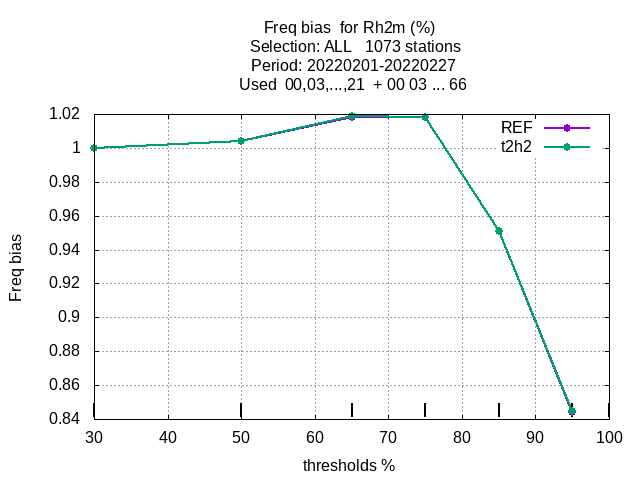 Freq bias  for Rh2m (%)
Selection: ALL   1073 stations
Period: 20220201-20220227
Used  00,03,...,21  + 00 03 ... 66
REF
t2h2
Freq bias
1.02
1
0.98
0.96
0.94
0.92
0.9
0.88
0.86
0.84
30 40 50 60 70 80 90 100
thresholds %